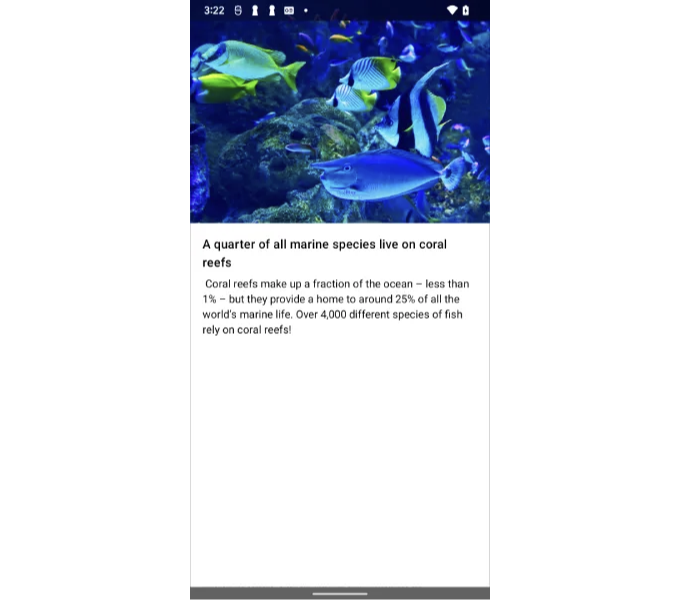 3:22
A quarter of all marine species live on coral
reefs
Coral reefs make up a fraction of the ocean – less than
1% – but they provide a home to around 25% of all the
world's marine life. Over 4,000 different species of fish
rely on coral reefs!